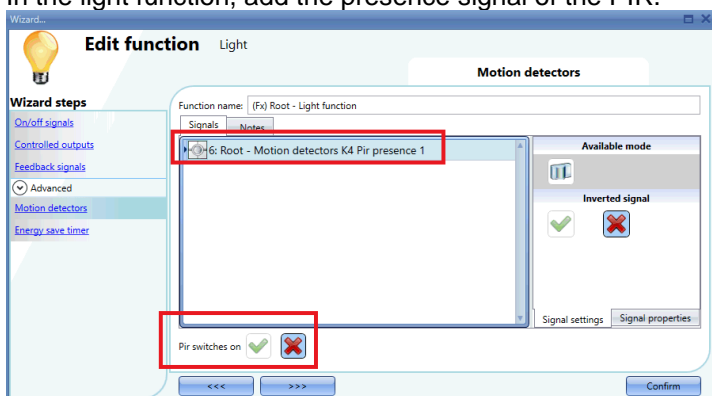 In the light function, add the presence signal of the PIR.
Wizard...
Edit function Light
Motion detectors
Wizard steps
On/off signals
Controlled outputs
Feedback signals
Advanced
Motion detectors
Energy save timer
Function name: (Fx) Root - Light function
Signals Notes
6: Root - Motion detectors K4 Pir presence 1
Available mode
Inverted signal
Signal settings Signal properties
Pir switches on
<<< >>> Confirm